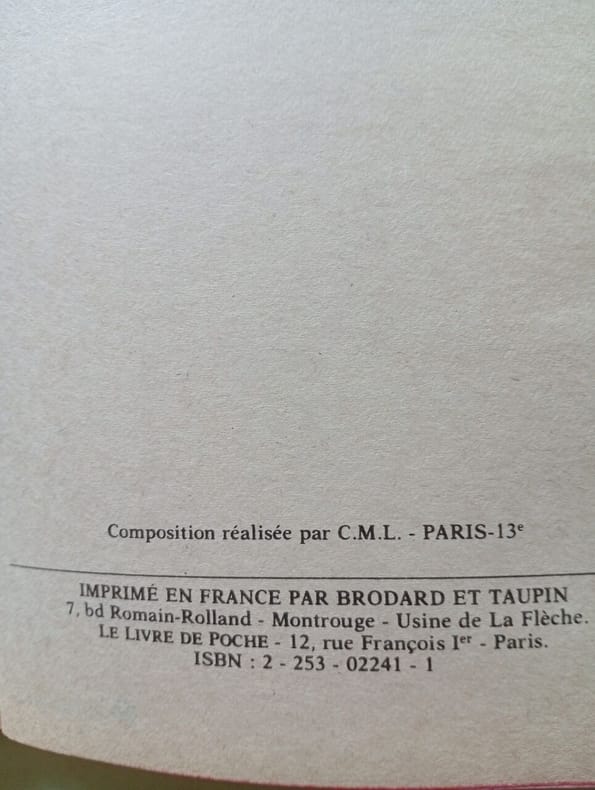 Composition réalisée par C.M.L. - PARIS-13e
IMPRIMÉ EN FRANCE PAR BRODARD ET TAUPIN
7, bd Romain-Rolland - Montrouge - Usine de La Flèche.
LE LIVRE DE POCHE - 12, rue François Ier - Paris.
ISBN : 2 - 253 - 02241 - 1